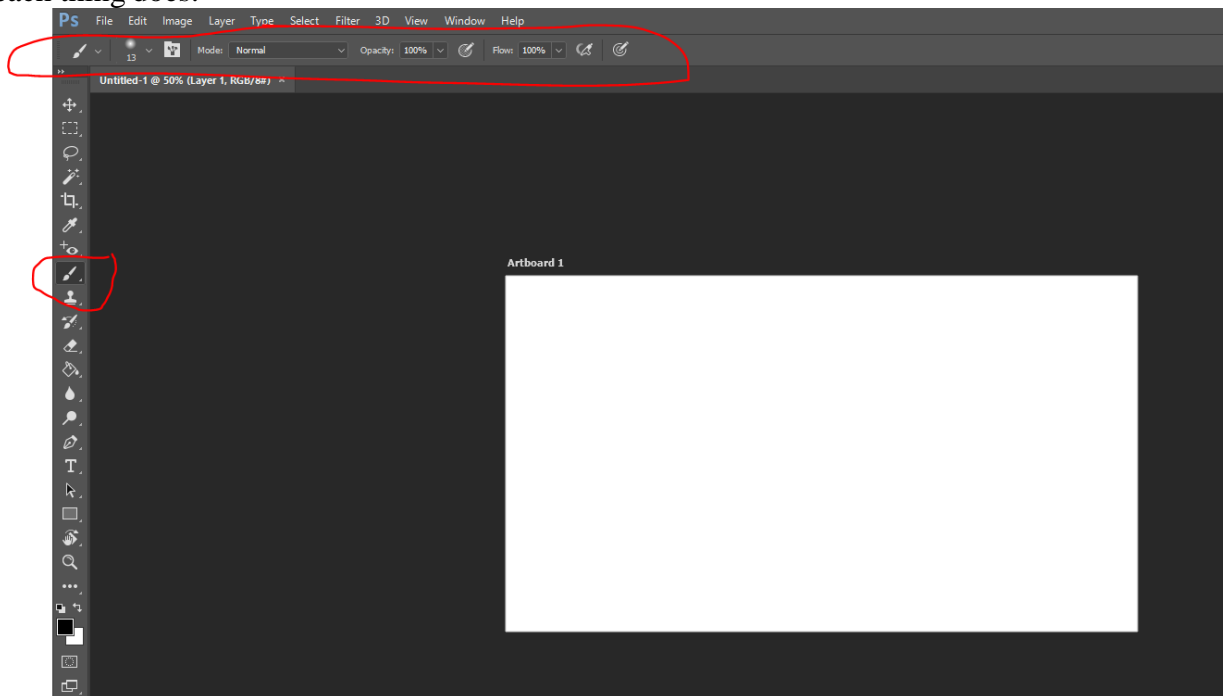 each thing does.
Ps File Edit Image Layer Type Select Filter 3D View Window Help
13 Mode: Normal Opacity: 100% Flow: 100%
Untitled-1 @ 50% (Layer 1, RGB/8#) ×
Artboard 1
T